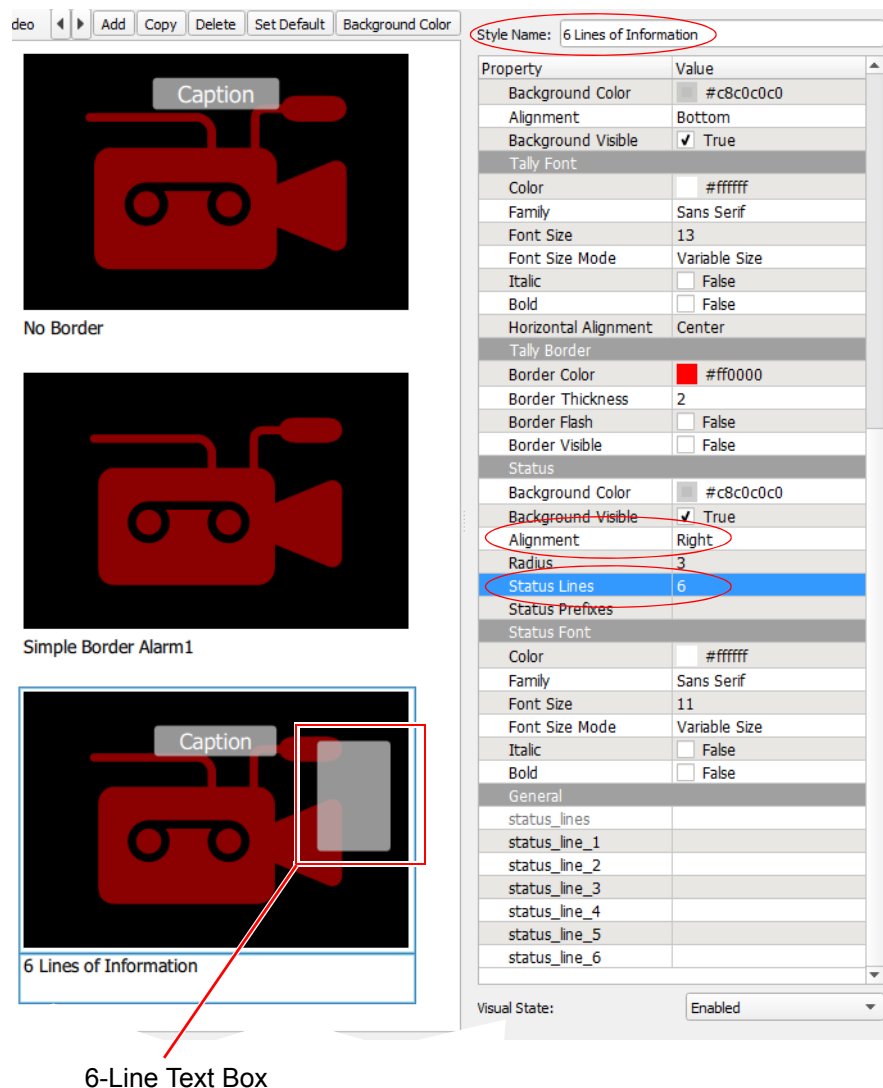 deo Add Copy Delete Set Default Background Color
Caption
No Border
Simple Border Alarm1
Caption
6 Lines of Information
6-Line Text Box
Style Name: 6 Lines of Information
Property Value
Background Color #c8c0c0c0
Alignment Bottom
Background Visible True
Tally Font
Color #ffffff
Family Sans Serif
Font Size 13
Font Size Mode Variable Size
Italic False
Bold False
Horizontal Alignment Center
Tally Border
Border Color #ff0000
Border Thickness 2
Border Flash False
Border Visible False
Status
Background Color #c8c0c0c0
Background Visible True
Alignment Right
Radius 3
Status Lines 6
Status Prefixes
Status Font
Color #ffffff
Family Sans Serif
Font Size 11
Font Size Mode Variable Size
Italic False
Bold False
General
status_lines
status_line_1
status_line_2
status_line_3
status_line_4
status_line_5
status_line_6
Visual State: Enabled